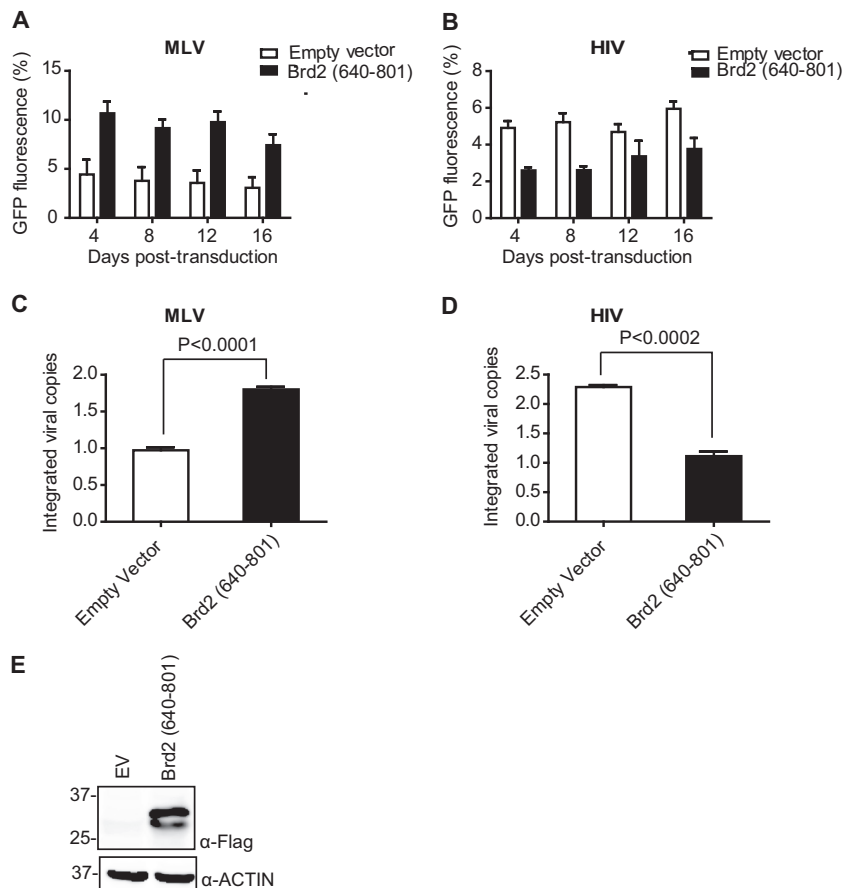 A
MLV
Empty vector
Brd2 (640-801)
GFP fluorescence (%)
15
10
5
0
4 8 12 16
Days post-transduction
B
HIV
Empty vector
Brd2 (640-801)
GFP fluorescence (%)
8
6
4
2
0
4 8 12 16
Days post-transduction
C
MLV
P<0.0001
Integrated viral copies
2.0
1.5
1.0
0.5
0.0
Empty Vector
Brd2 (640-801)
D
HIV
P<0.0002
Integrated viral copies
2.5
2.0
1.5
1.0
0.5
0.0
Empty Vector
Brd2 (640-801)
E
EV
Brd2 (640-801)
37-
25-
α-Flag
37-
α-ACTIN